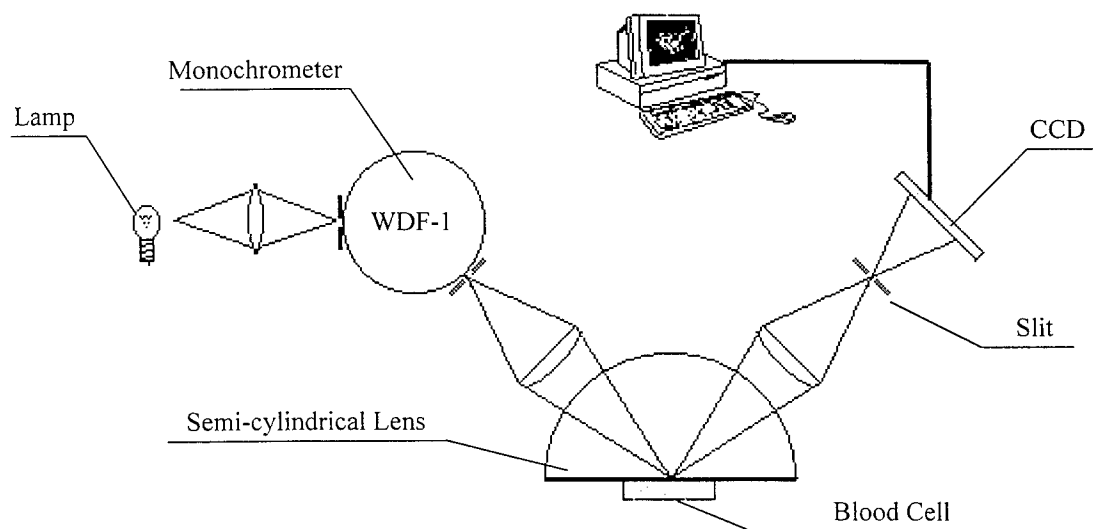 Monochrometer
Lamp
CCD
WDF-1
Slit
Semi-cylindrical Lens
Blood Cell